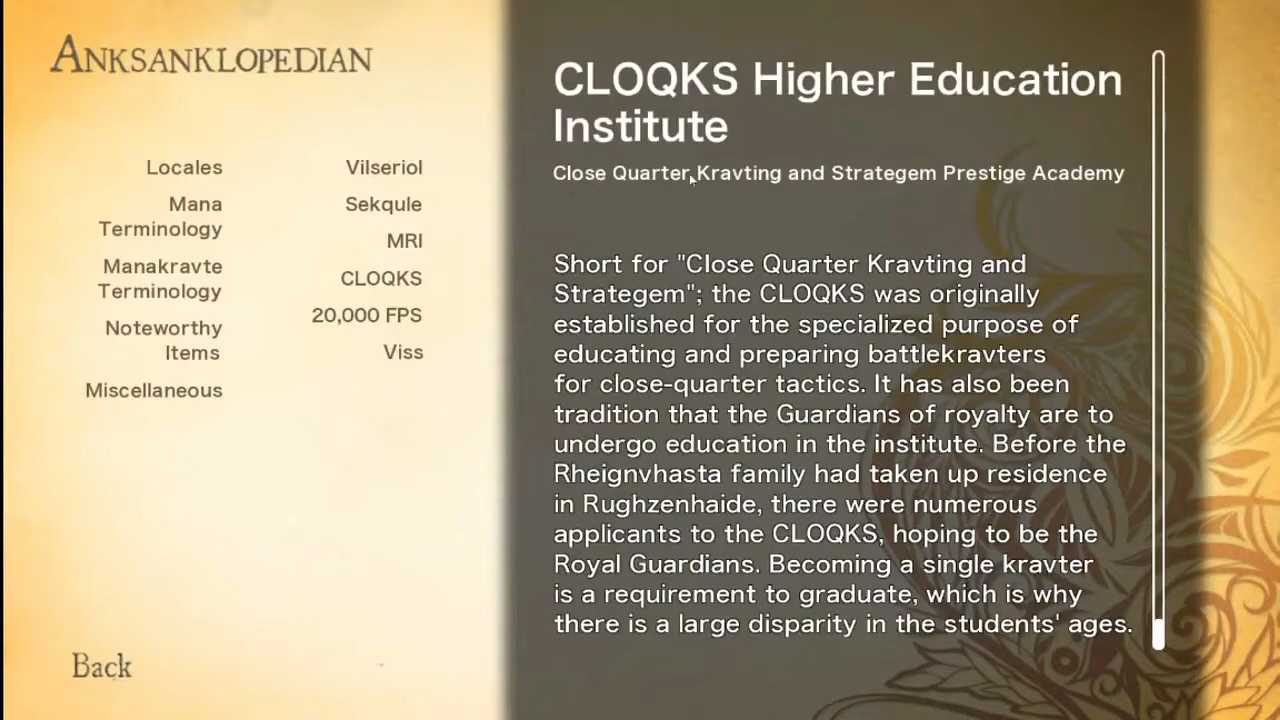 ANKSANKLOPEDIAN
Locales
Mana
Terminology
Manakravte
Terminology
Noteworthy
Items
Miscellaneous
Vilseriol
Sekqule
MRI
CLOQKS
20,000 FPS
Viss
Back
CLOQKS Higher Education
Institute
Close Quarter Kravting and Strategem Prestige Academy
Short for "Close Quarter Kravting and
Strategem"; the CLOQKS was originally
established for the specialized purpose of
educating and preparing battlekravters
for close-quarter tactics. It has also been
tradition that the Guardians of royalty are to
undergo education in the institute. Before the
Rheignvhasta family had taken up residence
in Rughzenhaide, there were numerous
applicants to the CLOQKS, hoping to be the
Royal Guardians. Becoming a single kravter
is a requirement to graduate, which is why
there is a large disparity in the students' ages.